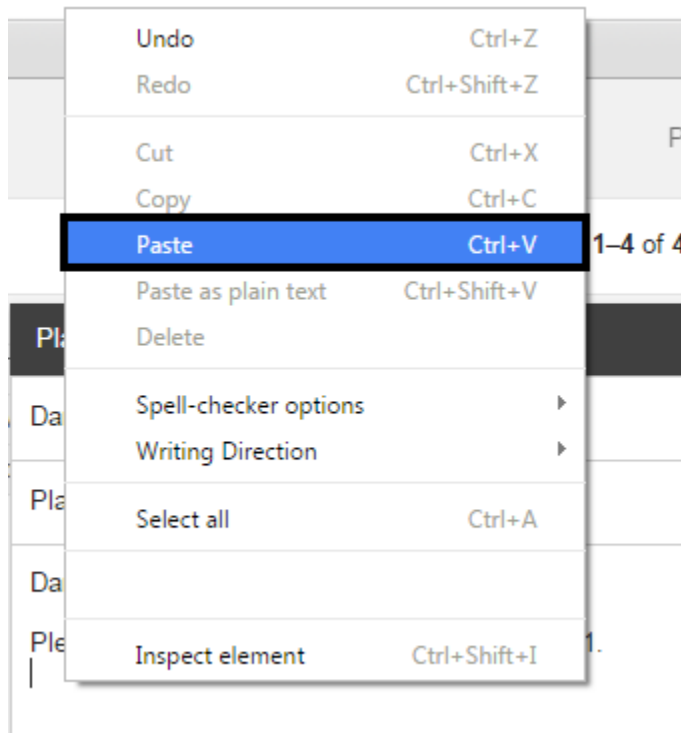 Undo Ctrl+Z
Redo Ctrl+Shift+Z
Cut Ctrl+X
Copy Ctrl+C
Paste Ctrl+V
1–4 of 4
Paste as plain text Ctrl+Shift+V
Delete
Spell-checker options
Writing Direction
Select all Ctrl+A
Inspect element Ctrl+Shift+I
1.